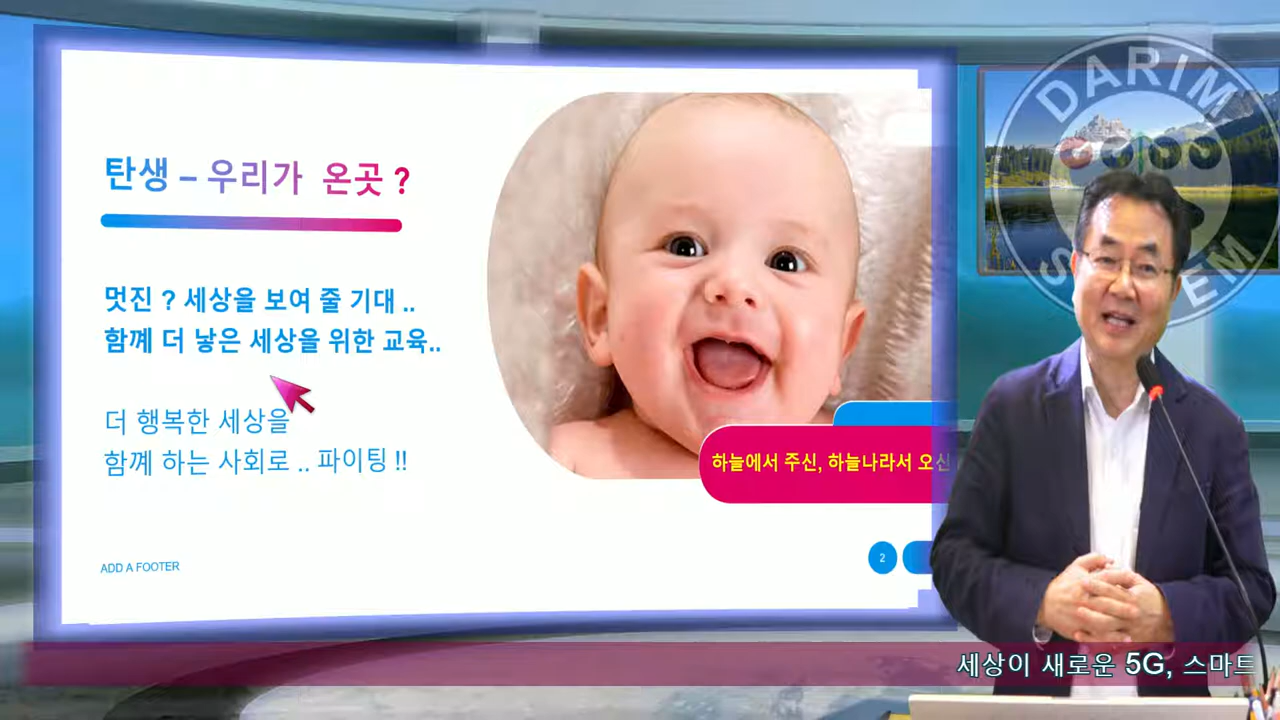 탄생 – 우리가 온곳 ?
멋진 ? 세상을 보여 줄 기대 ..
함꼐 더 낳은 세상을 위한 교육..
더 행복한 세상을
함꼐 하는 사회로 .. 파이팅 !!
하늘에서 주신, 하늘나라서 오신
ADD A FOOTER
2
DARIM
세상이 새로운 5G, 스마트